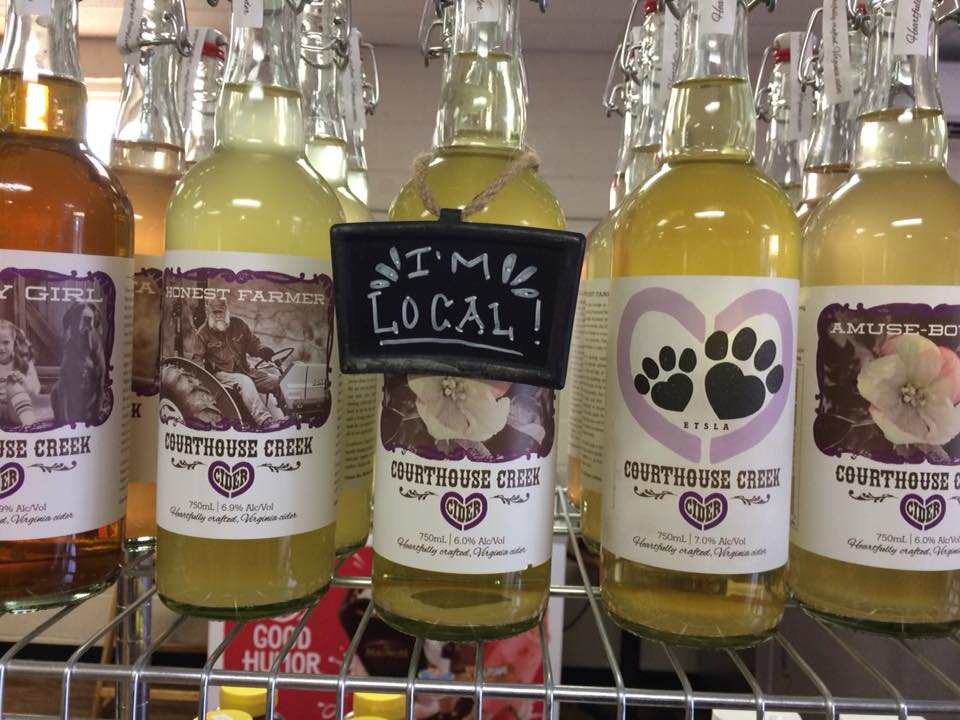 Y GIRL
USE CREEK
9% Alc/Vol
Virginia cider
HONEST FARMER
COURTHOUSE CREEK
CIDER
750mL | 6.9% Alc/Vol
Heartfully crafted, Virginia cider
I'M
LOCAL!
COURTHOUSE CREEK
CIDER
750mL | 6.0% Alc/Vol
Heartfully crafted, Virginia cider
ETSLA
COURTHOUSE CREEK
CIDER
750mL | 7.0% Alc/Vol
Heartfully crafted, Virginia cider
AMUSE-BOU
COURTHOUSE C
CIDER
750mL | 6.0% Alc/Vo
Heartfully crafted, Virginia
GOOD
HUMOR